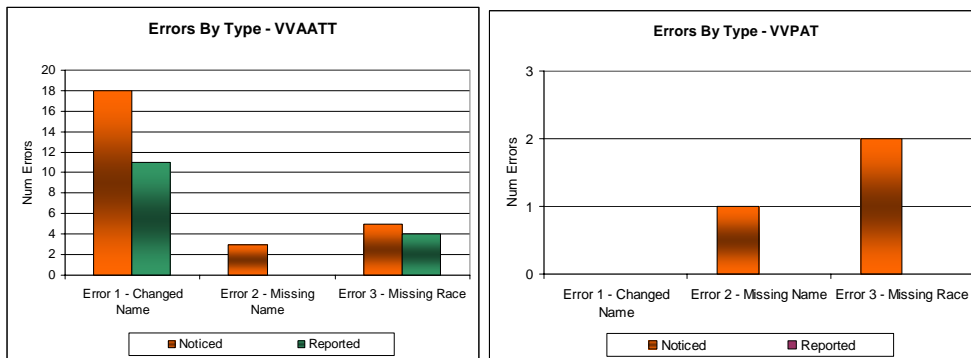 Errors By Type - VVAATT
20
18
16
14
12
10
8
6
4
2
0
Num Errors
Error 1 - Changed
Name
Error 2 - Missing
Name
Error 3 - Missing Race
Noticed
Reported
Errors By Type - VVPAT
3
2
1
0
Num Errors
Error 1 - Changed
Name
Error 2 - Missing Name
Error 3 - Missing Race
Noticed
Reported